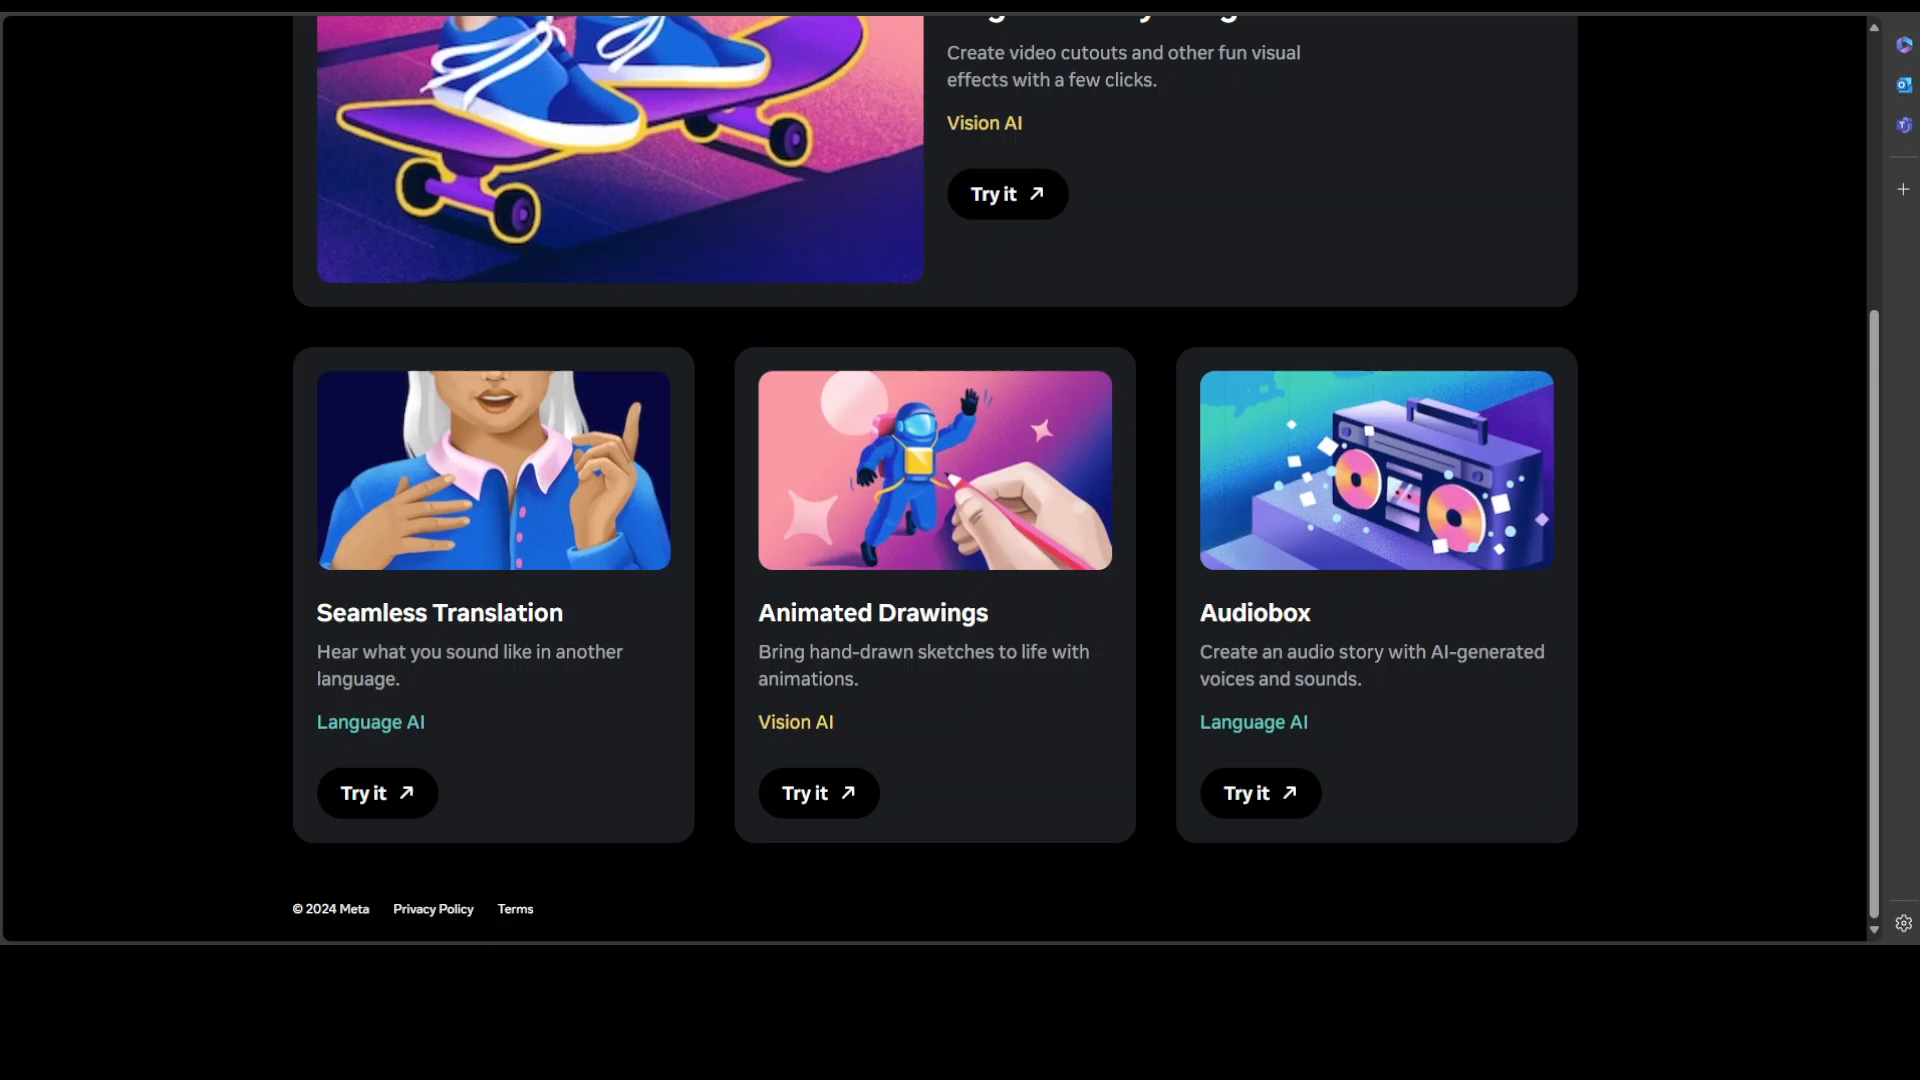 Create video cutouts and other fun visual
effects with a few clicks.
Vision AI
Try it
Seamless Translation
Hear what you sound like in another
language.
Language AI
Try it
Animated Drawings
Bring hand-drawn sketches to life with
animations.
Vision AI
Try it
Audiobox
Create an audio story with AI-generated
voices and sounds.
Language AI
Try it
© 2024 Meta
Privacy Policy
Terms